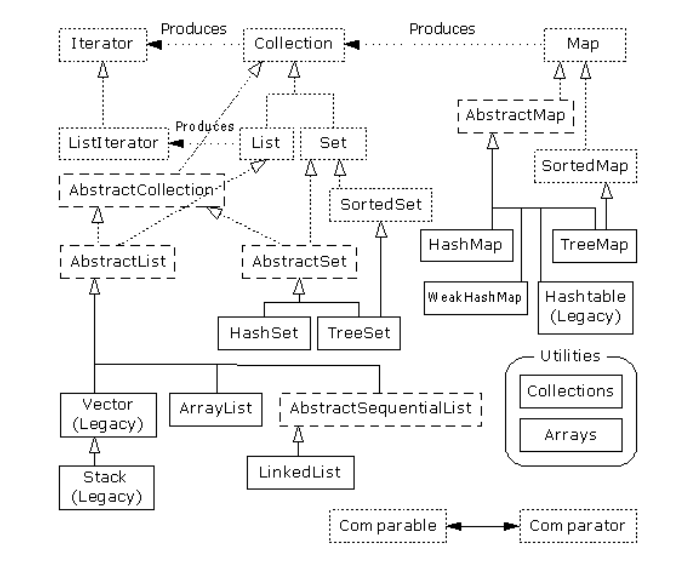 Iterator
Produces
Collection
Produces
Map
ListIterator
Produces
List
Set
AbstractMap
SortedMap
AbstractCollection
SortedSet
AbstractList
AbstractSet
HashMap
TreeMap
WeakHashMap
Hashtable
(Legacy)
HashSet
TreeSet
Utilities
Collections
Arrays
Vector
(Legacy)
ArrayList
AbstractSequentialList
Stack
(Legacy)
LinkedList
Comparable
Comparator